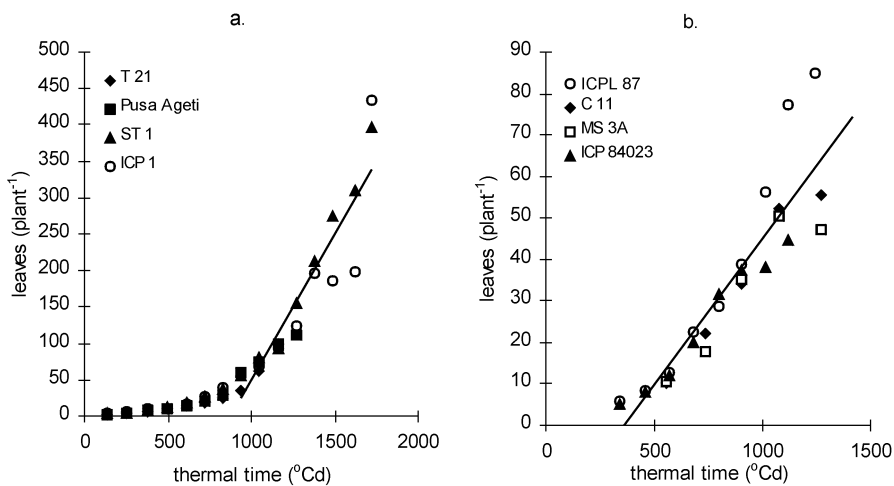 a.
500
450
400
350
300
250
200
150
100
50
0
leaves (plant⁻¹)
T 21
Pusa Ageti
ST 1
ICP 1
0 500 1000 1500 2000
thermal time (ᵒCd)
b.
90
80
70
60
50
40
30
20
10
0
leaves (plant⁻¹)
ICPL 87
C 11
MS 3A
ICP 84023
0 500 1000 1500
thermal time (ᵒCd)